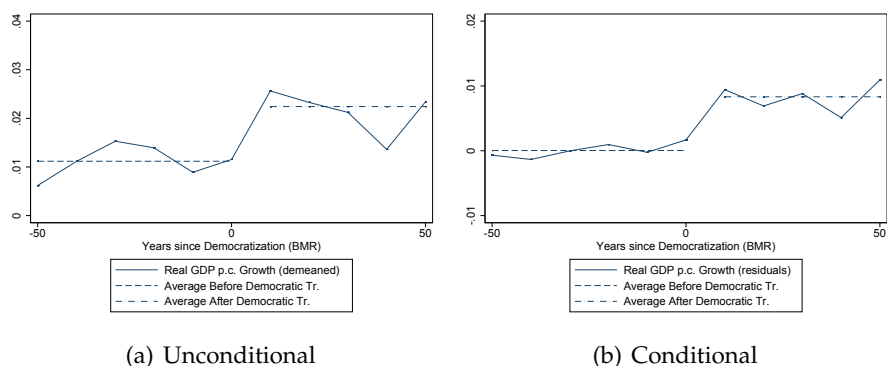 .04
.03
.02
.01
0
-50
0
50
Years since Democratization (BMR)
Real GDP p.c. Growth (demeaned)
Average Before Democratic Tr.
Average After Democratic Tr.
(a) Unconditional
.02
.01
0
-.01
-50
0
50
Years since Democratization (BMR)
Real GDP p.c. Growth (residuals)
Average Before Democratic Tr.
Average After Democratic Tr.
(b) Conditional